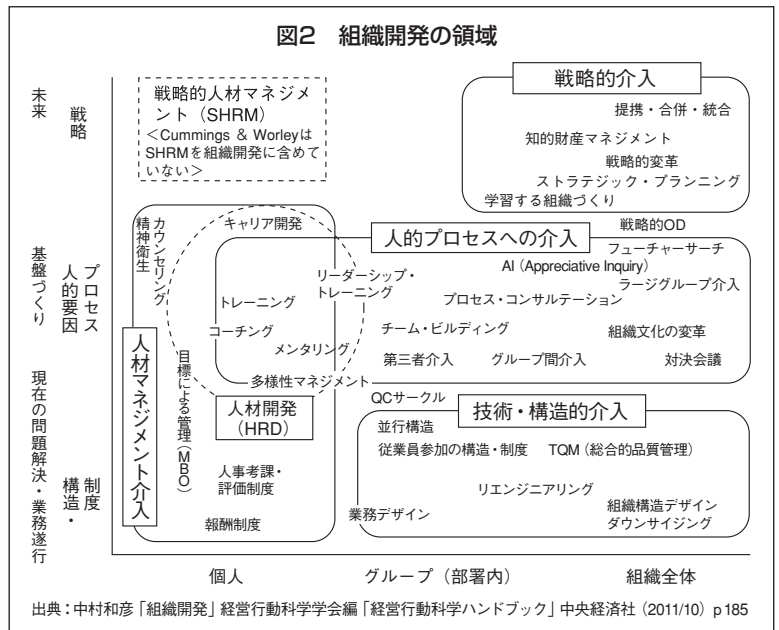 図2 組織開発の領域
未来
戦略
戦略的人材マネジメ
ント(SHRM)
<Cummings & Worleyは
SHRMを組織開発に含めて
いない>
戦略的介入
提携・合併・統合
知的財産マネジメント
戦略的変革
ストラテジック・プランニング
学習する組織づくり
戦略的OD
基盤づくり
人的要因
プロセス
精神衛生
カウンセリング
キャリア開発
人的プロセスへの介入
フューチャーサーチ
AI(Appreciative Inquiry)
ラージグループ介入
リーダーシップ・
トレーニング
プロセス・コンサルテーション
トレーニング
コーチング
チーム・ビルディング
組織文化の変革
メンタリング
第三者介入
グループ間介入
対決会議
多様性マネジメント
人材マネジメント介入
目標による管理(MBO)
人材開発
(HRD)
現在の問題解決・業務遂行
構造・
制度
QCサークル
技術・構造的介入
並行構造
従業員参加の構造・制度
TQM(総合的品質管理)
人事考課・
評価制度
リエンジニアリング
業務デザイン
組織構造デザイン
ダウンサイジング
報酬制度
個人
グループ(部署内)
組織全体
出典:中村和彦「組織開発」経営行動科学学会編「経営行動科学ハンドブック」中央経済社(2011/10)p185